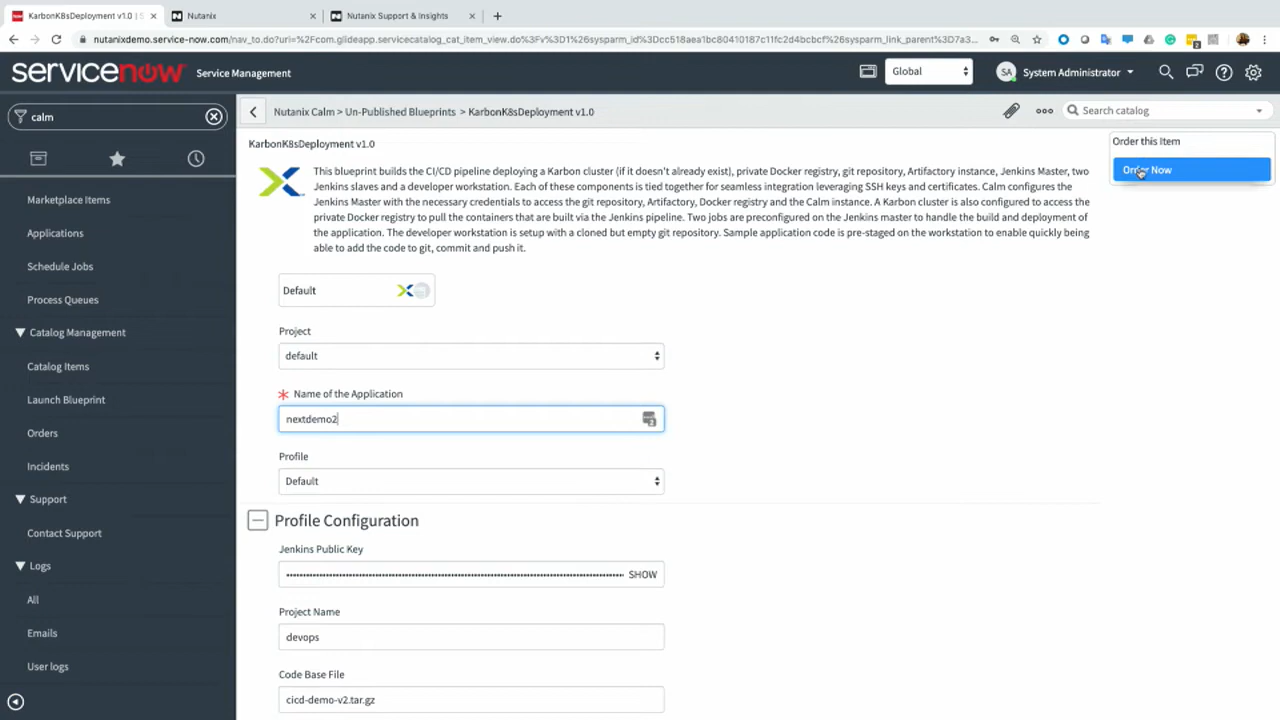 KarbonK8sDeployment v1.0 | S
Nutanix
Nutanix Support & Insights
nutanixdemo.service-now.com/nav_to.do?uri=%2Fcom.glideapp.servicecatalog_cat_item_view.do%3Fv%3D1%26sysparm_id%3Dcc518aea1bc80410187c11fc2d4bcbcf%26sysparm_link_parent%3D7a3...
servicenow Service Management
Global
SA System Administrator
calm
Nutanix Calm > Un-Published Blueprints > KarbonK8sDeployment v1.0
Search catalog
Marketplace Items
Applications
Schedule Jobs
Process Queues
Catalog Management
Catalog Items
Launch Blueprint
Orders
Incidents
Support
Contact Support
Logs
All
Emails
User logs
KarbonK8sDeployment v1.0
This blueprint builds the CI/CD pipeline deploying a Karbon cluster (if it doesn't already exist), private Docker registry, git repository, Artifactory instance, Jenkins Master, two
Jenkins slaves and a developer workstation. Each of these components is tied together for seamless integration leveraging SSH keys and certificates. Calm configures the
Jenkins Master with the necessary credentials to access the git repository, Artifactory, Docker registry and the Calm instance. A Karbon cluster is also configured to access the
private Docker registry to pull the containers that are built via the Jenkins pipeline. Two jobs are preconfigured on the Jenkins master to handle the build and deployment of
the application. The developer workstation is setup with a cloned but empty git repository. Sample application code is pre-staged on the workstation to enable quickly being
able to add the code to git, commit and push it.
Order this Item
Order Now
Default
Project
default
Name of the Application
nextdemo2
Profile
Default
Profile Configuration
Jenkins Public Key
SHOW
Project Name
devops
Code Base File
cicd-demo-v2.tar.gz